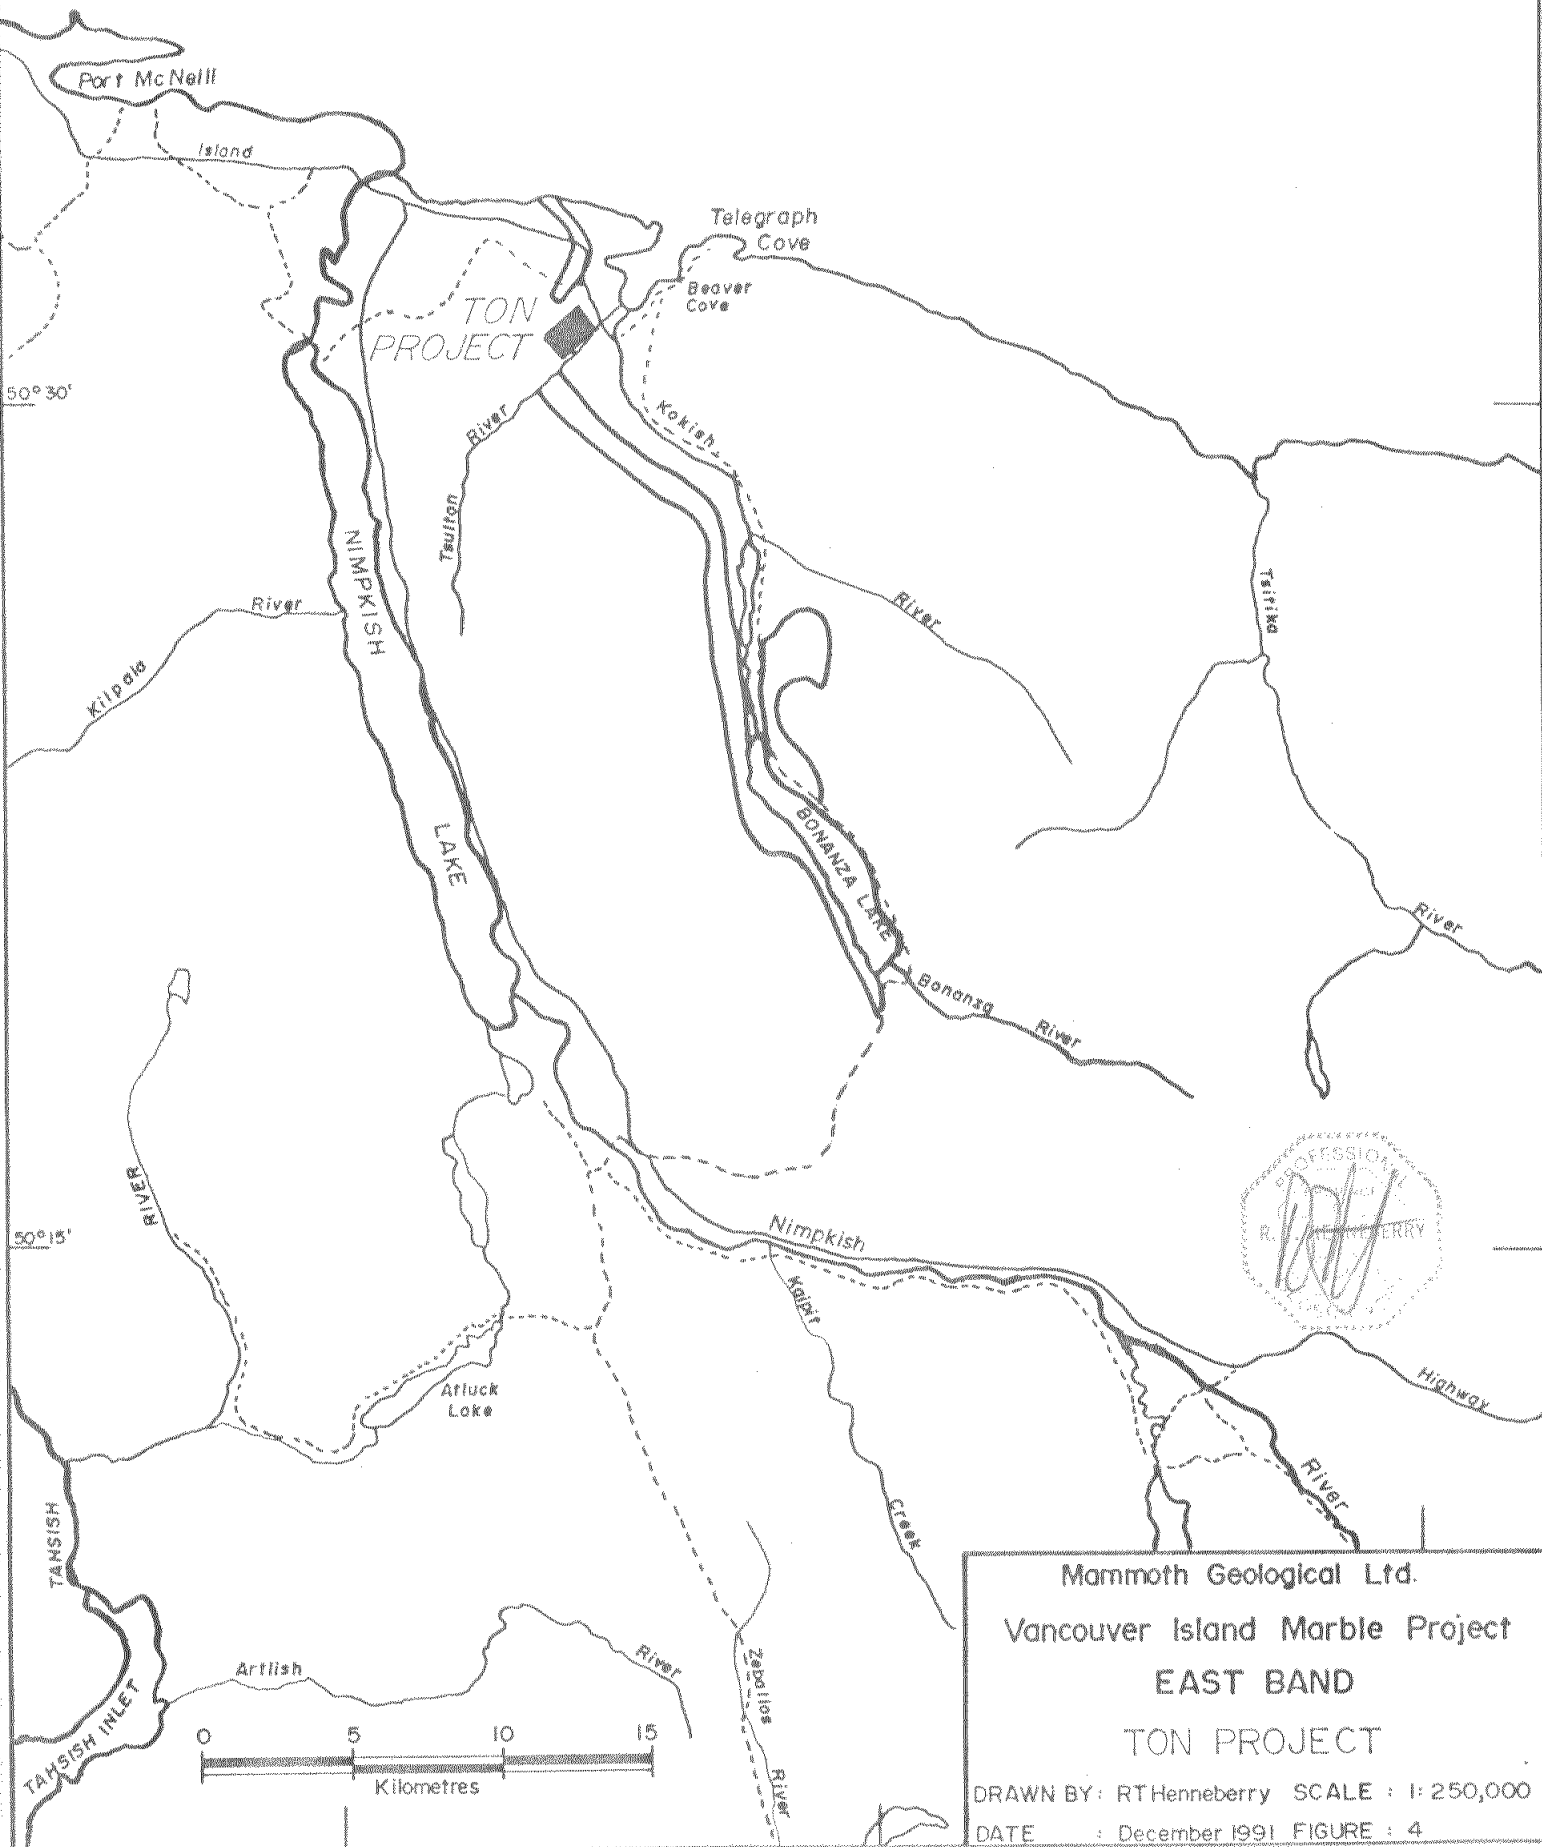 Port McNeill
Island
Telegraph
Cove
Beaver
Cove
TON
PROJECT
50° 30'
River
Kokish
Tsultan
NIMPKISH
River
River
Tsitika
Kilpala
LAKE
BONANZA LAKE
River
Bonanza
River
RIVER
PROFESSIONAL
50° 15'
Nimpkish
R. T. HENNEBERRY
Kaipit
Atluck
Lake
Highway
River
TAHSISH
Creek
Artlish
River
Zeballos
TAHSISH INLET
River
0 5 10 15
Kilometres
Mammoth Geological Ltd.
Vancouver Island Marble Project
EAST BAND
TON PROJECT
DRAWN BY: RTHenneberry SCALE : 1:250,000
DATE : December 1991 FIGURE : 4